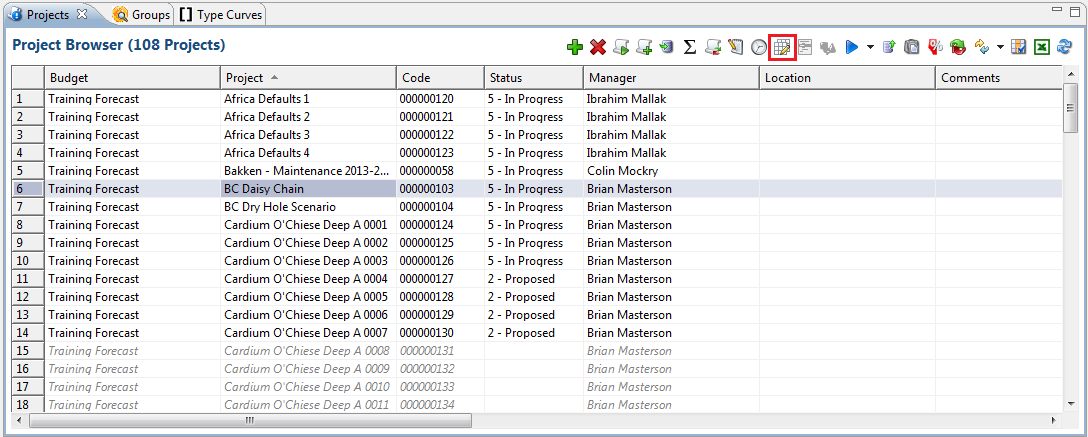 Projects Groups Type Curves
Project Browser (108 Projects)
Budget Project Code Status Manager Location Comments
1 Training Forecast Africa Defaults 1 000000120 5 - In Progress Ibrahim Mallak
2 Training Forecast Africa Defaults 2 000000121 5 - In Progress Ibrahim Mallak
3 Training Forecast Africa Defaults 3 000000122 5 - In Progress Ibrahim Mallak
4 Training Forecast Africa Defaults 4 000000123 5 - In Progress Ibrahim Mallak
5 Training Forecast Bakken - Maintenance 2013-2... 000000058 5 - In Progress Colin Mockry
6 Training Forecast BC Daisy Chain 000000103 5 - In Progress Brian Masterson
7 Training Forecast BC Dry Hole Scenario 000000104 5 - In Progress Brian Masterson
8 Training Forecast Cardium O'Chiese Deep A 0001 000000124 5 - In Progress Brian Masterson
9 Training Forecast Cardium O'Chiese Deep A 0002 000000125 5 - In Progress Brian Masterson
10 Training Forecast Cardium O'Chiese Deep A 0003 000000126 5 - In Progress Brian Masterson
11 Training Forecast Cardium O'Chiese Deep A 0004 000000127 2 - Proposed Brian Masterson
12 Training Forecast Cardium O'Chiese Deep A 0005 000000128 2 - Proposed Brian Masterson
13 Training Forecast Cardium O'Chiese Deep A 0006 000000129 2 - Proposed Brian Masterson
14 Training Forecast Cardium O'Chiese Deep A 0007 000000130 2 - Proposed Brian Masterson
15 Training Forecast Cardium O'Chiese Deep A 0008 000000131 Brian Masterson
16 Training Forecast Cardium O'Chiese Deep A 0009 000000132 Brian Masterson
17 Training Forecast Cardium O'Chiese Deep A 0010 000000133 Brian Masterson
18 Training Forecast Cardium O'Chiese Deep A 0011 000000134 Brian Masterson